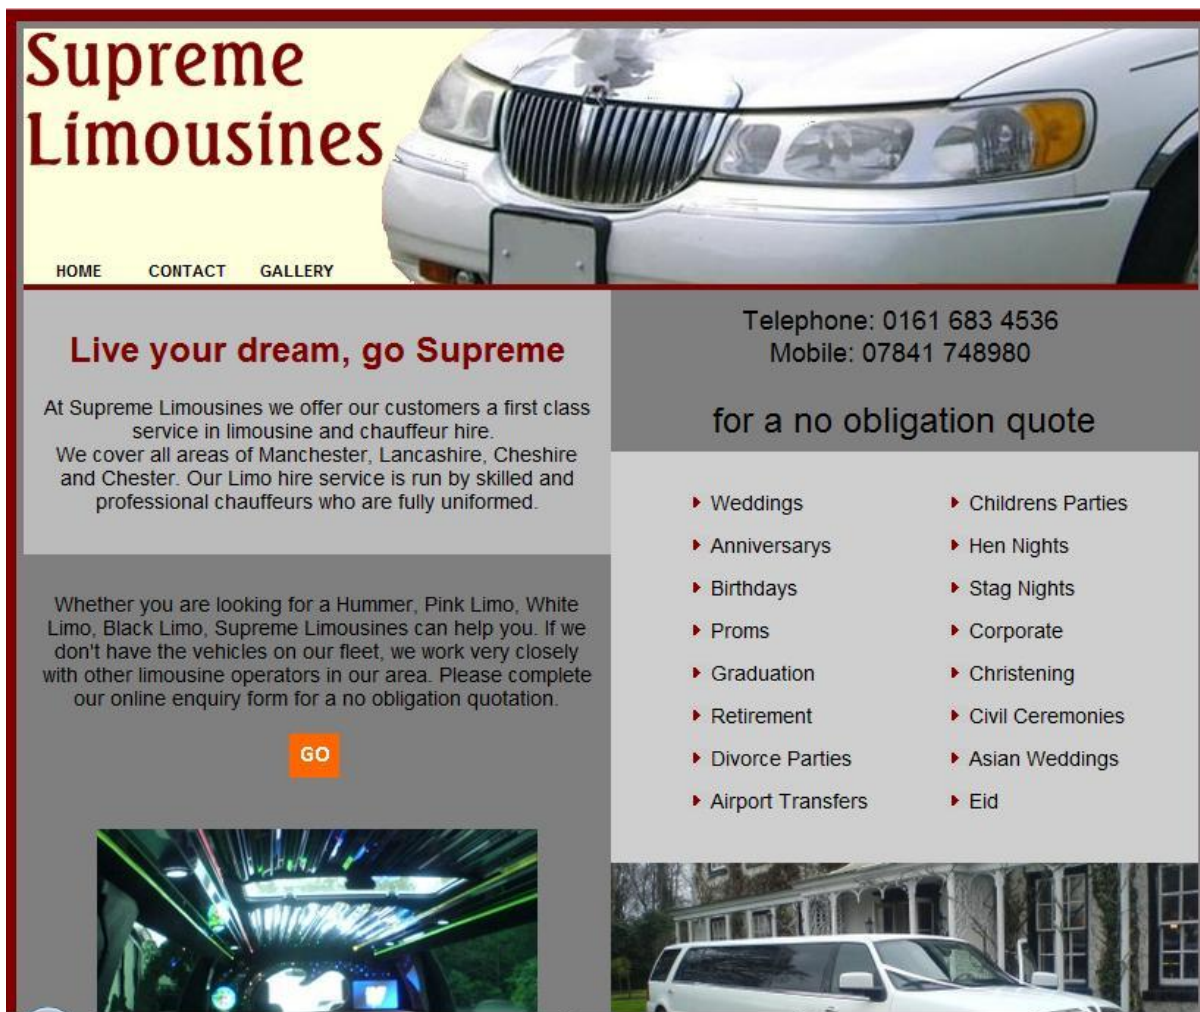 Supreme
Limousines
HOME CONTACT GALLERY
Live your dream, go Supreme
At Supreme Limousines we offer our customers a first class
service in limousine and chauffeur hire.
We cover all areas of Manchester, Lancashire, Cheshire
and Chester. Our Limo hire service is run by skilled and
professional chauffeurs who are fully uniformed.
Whether you are looking for a Hummer, Pink Limo, White
Limo, Black Limo, Supreme Limousines can help you. If we
don't have the vehicles on our fleet, we work very closely
with other limousine operators in our area. Please complete
our online enquiry form for a no obligation quotation.
GO
Telephone: 0161 683 4536
Mobile: 07841 748980
for a no obligation quote
Weddings
Anniversarys
Birthdays
Proms
Graduation
Retirement
Divorce Parties
Airport Transfers
Childrens Parties
Hen Nights
Stag Nights
Corporate
Christening
Civil Ceremonies
Asian Weddings
Eid